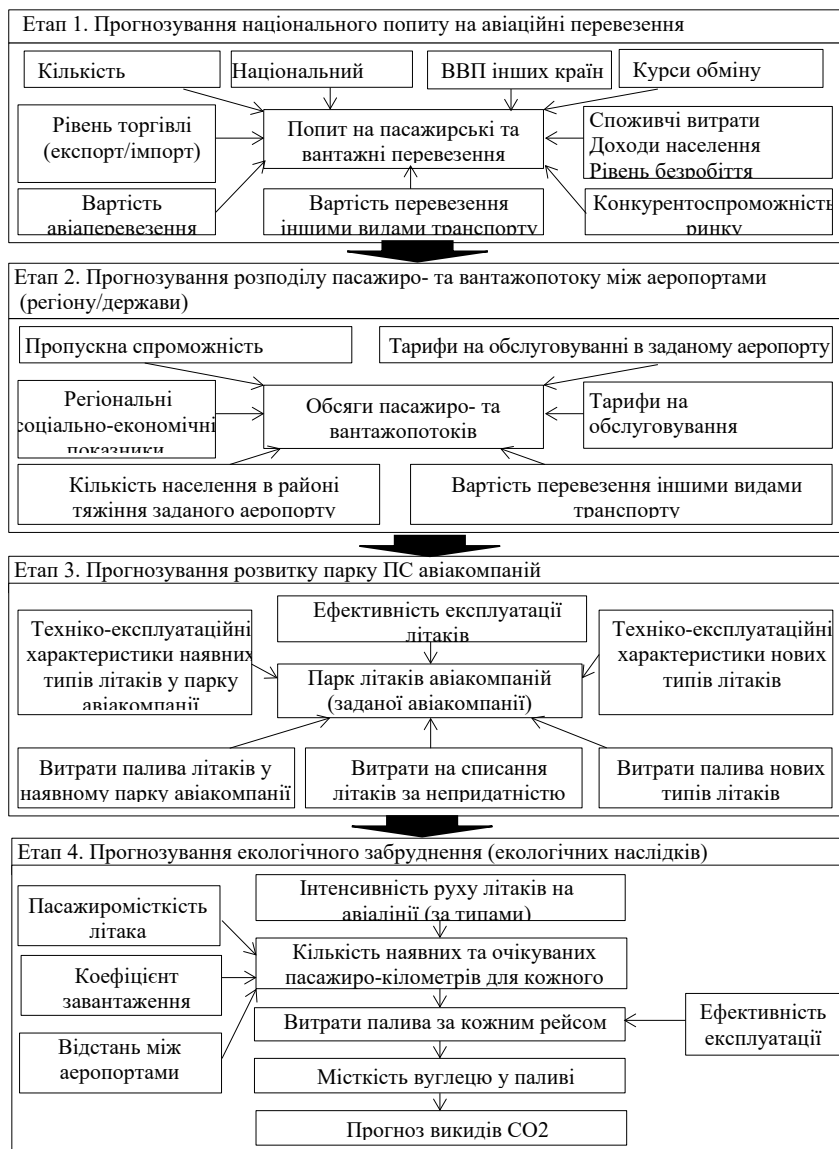 Етап 1. Прогнозування національного попиту на авіаційні перевезення
Кількість
Національний
ВВП інших країн
Курси обміну
Рівень торгівлі
(експорт/імпорт)
Попит на пасажирські та
вантажні перевезення
Споживчі витрати
Доходи населення
Рівень безробіття
Вартість
авіаперевезення
Вартість перевезення
іншими видами транспорту
Конкурентоспроможність
ринку
Етап 2. Прогнозування розподілу пасажиро- та вантажопотоку між аеропортами
(регіону/держави)
Пропускна спроможність
Тарифи на обслуговуванні в заданому аеропорту
Регіональні
соціально-економічні
показники
Обсяги пасажиро- та
вантажопотоків
Тарифи на
обслуговування
Кількість населення в районі
тяжіння заданого аеропорту
Вартість перевезення іншими видами
транспорту
Етап 3. Прогнозування розвитку парку ПС авіакомпаній
Ефективність експлуатації
літаків
Техніко-експлуатаційні
характеристики наявних
типів літаків у парку
авіакомпанії
Парк літаків авіакомпаній
(заданої авіакомпанії)
Техніко-експлуатаційні
характеристики нових
типів літаків
Витрати палива літаків у
наявному парку авіакомпанії
Витрати на списання
літаків за непридатністю
Витрати палива нових
типів літаків
Етап 4. Прогнозування екологічного забруднення (екологічних наслідків)
Інтенсивність руху літаків на
авіалінії (за типами)
Пасажиромісткість
літака
Кількість наявних та очікуваних
пасажиро-кілометрів для кожного
Коефіцієнт
завантаження
Витрати палива за кожним рейсом
Ефективність
експлуатації
Відстань між
аеропортами
Місткість вуглецю у паливі
Прогноз викидів CO2